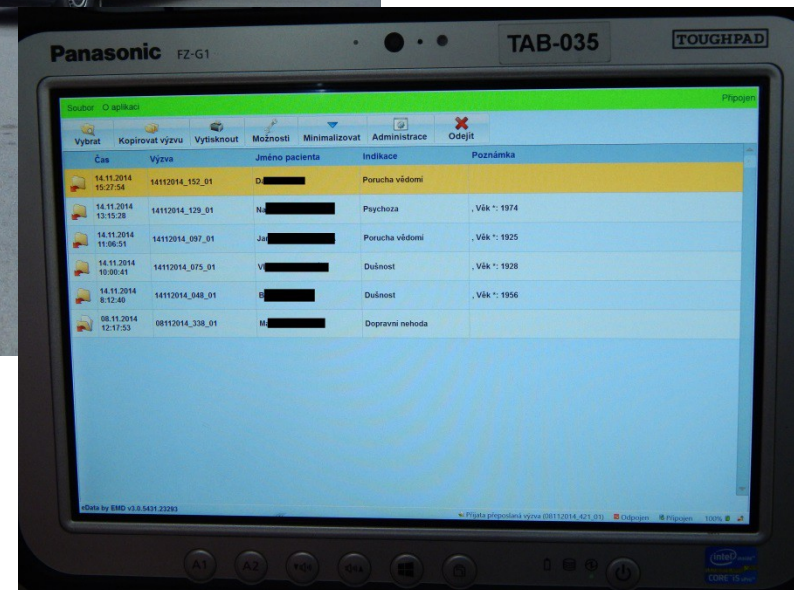 Panasonic FZ-G1
TAB-035
TOUGHPAD
Soubor O aplikaci
Připojen
Vybrat Kopírovat výzvu Vytisknout Možnosti Minimalizovat Administrace Odejít
Čas Výzva Jméno pacienta Indikace Poznámka
14.11.2014
15:27:54
14112014_152_01 Porucha vědomí
14.11.2014
13:15:28
14112014_129_01 Na Psychoza , Věk *: 1974
14.11.2014
11:06:51
14112014_097_01 Porucha vědomí , Věk *: 1925
14.11.2014
10:00:41
14112014_075_01 Dušnost , Věk *: 1928
14.11.2014
8:12:40
14112014_048_01 Dušnost , Věk *: 1956
08.11.2014
12:17:53
08112014_338_01 Dopravní nehoda
eData by EMD v3.0.5431.23293
Přijata přeposlaná výzva (08112014_421_01) Odpojen Připojen 100%
A1 A2
intel
CORE i5